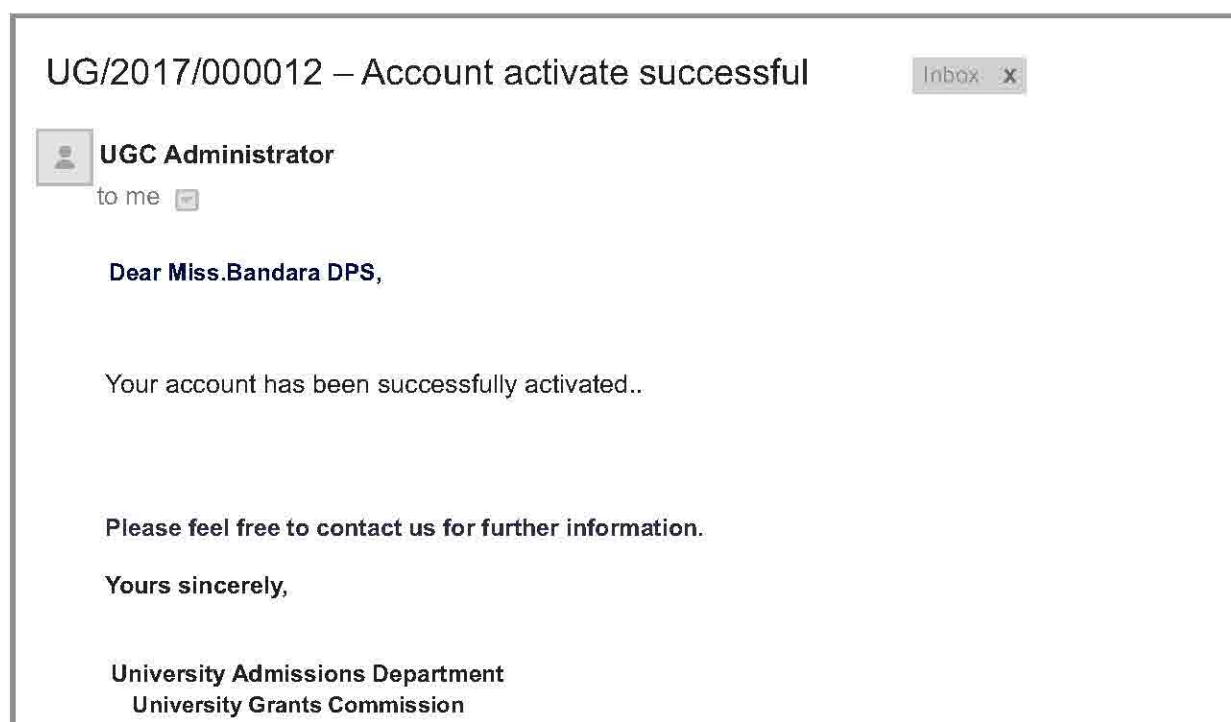 UG/2017/000012 – Account activate successful Inbox x
UGC Administrator
to me
Dear Miss.Bandara DPS,
Your account has been successfully activated..
Please feel free to contact us for further information.
Yours sincerely,
University Admissions Department
University Grants Commission